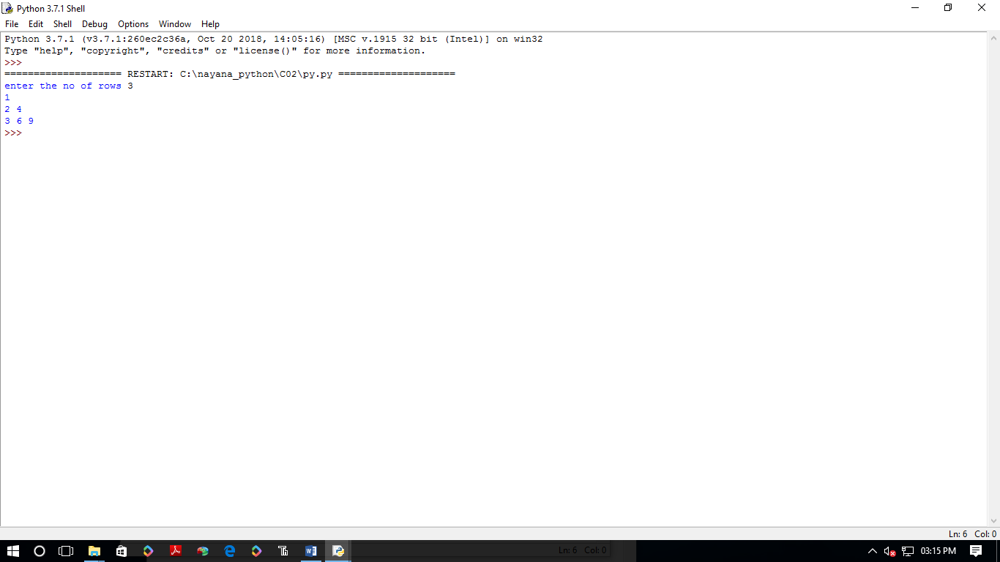 Python 3.7.1 Shell
File Edit Shell Debug Options Window Help
Python 3.7.1 (v3.7.1:260ec2c36a, Oct 20 2018, 14:05:16) [MSC v.1915 32 bit (Intel)] on win32
Type "help", "copyright", "credits" or "license()" for more information.
>>>
==================== RESTART: C:\nayana_python\C02\py.py ====================
enter the no of rows 3
1
2 4
3 6 9
>>>
Ln: 6 Col: 0
Ln: 6 Col: 0
03:15 PM